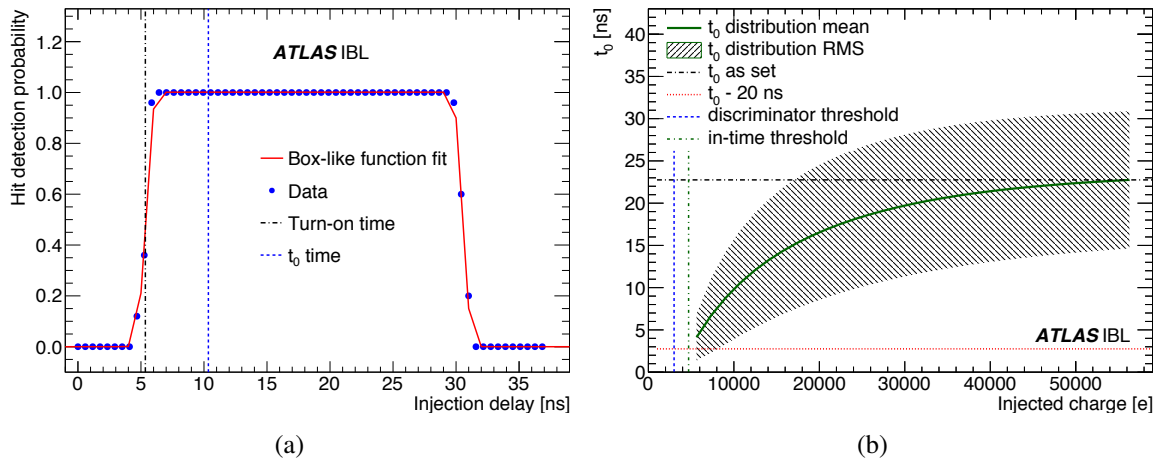 Hit detection probability
1.2
1.0
0.8
0.6
0.4
0.2
0.0
ATLAS IBL
Box-like function fit
Data
Turn-on time
t0 time
0 5 10 15 20 25 30 35
Injection delay [ns]
(a)
t0 [ns]
40
35
30
25
20
15
10
5
0
t0 distribution mean
t0 distribution RMS
t0 as set
t0 - 20 ns
discriminator threshold
in-time threshold
ATLAS IBL
0 10000 20000 30000 40000 50000
Injected charge [e]
(b)